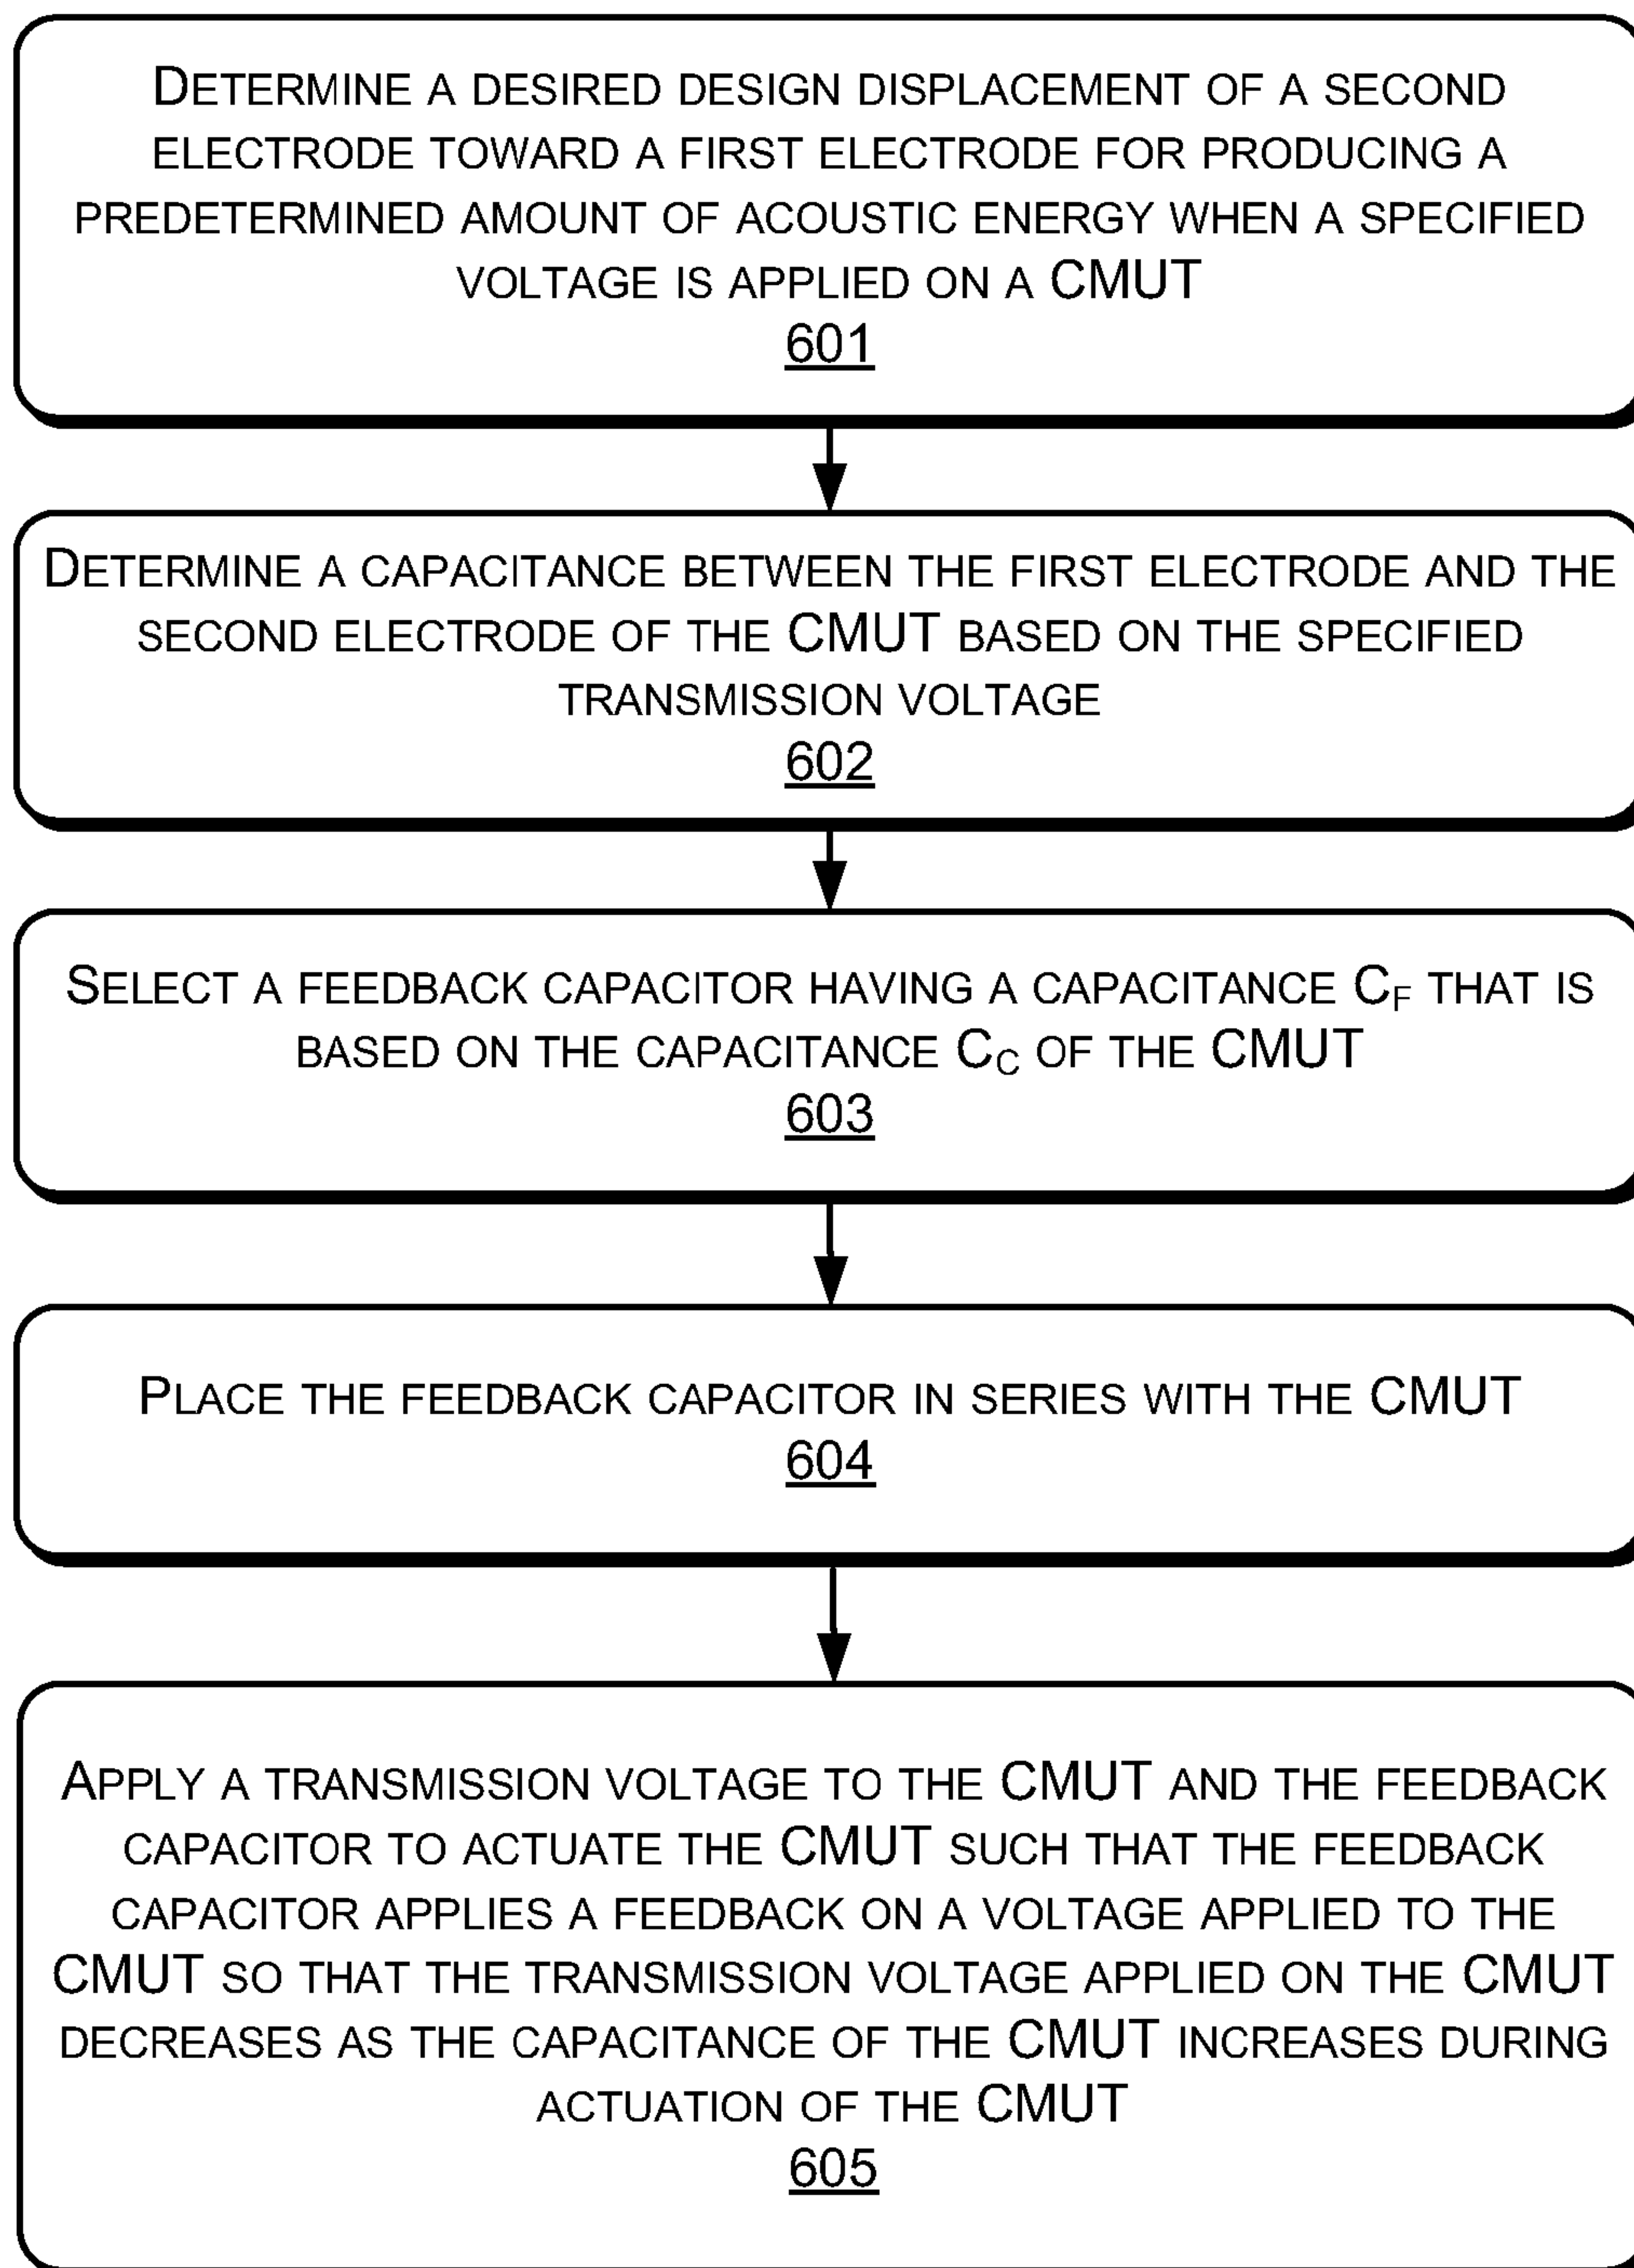 DETERMINE A DESIRED DESIGN DISPLACEMENT OF A SECOND
ELECTRODE TOWARD A FIRST ELECTRODE FOR PRODUCING A
PREDETERMINED AMOUNT OF ACOUSTIC ENERGY WHEN A SPECIFIED
VOLTAGE IS APPLIED ON A CMUT
601
DETERMINE A CAPACITANCE BETWEEN THE FIRST ELECTRODE AND THE
SECOND ELECTRODE OF THE CMUT BASED ON THE SPECIFIED
TRANSMISSION VOLTAGE
602
SELECT A FEEDBACK CAPACITOR HAVING A CAPACITANCE CF THAT IS
BASED ON THE CAPACITANCE CC OF THE CMUT
603
PLACE THE FEEDBACK CAPACITOR IN SERIES WITH THE CMUT
604
APPLY A TRANSMISSION VOLTAGE TO THE CMUT AND THE FEEDBACK
CAPACITOR TO ACTUATE THE CMUT SUCH THAT THE FEEDBACK
CAPACITOR APPLIES A FEEDBACK ON A VOLTAGE APPLIED TO THE
CMUT SO THAT THE TRANSMISSION VOLTAGE APPLIED ON THE CMUT
DECREASES AS THE CAPACITANCE OF THE CMUT INCREASES DURING
ACTUATION OF THE CMUT
605